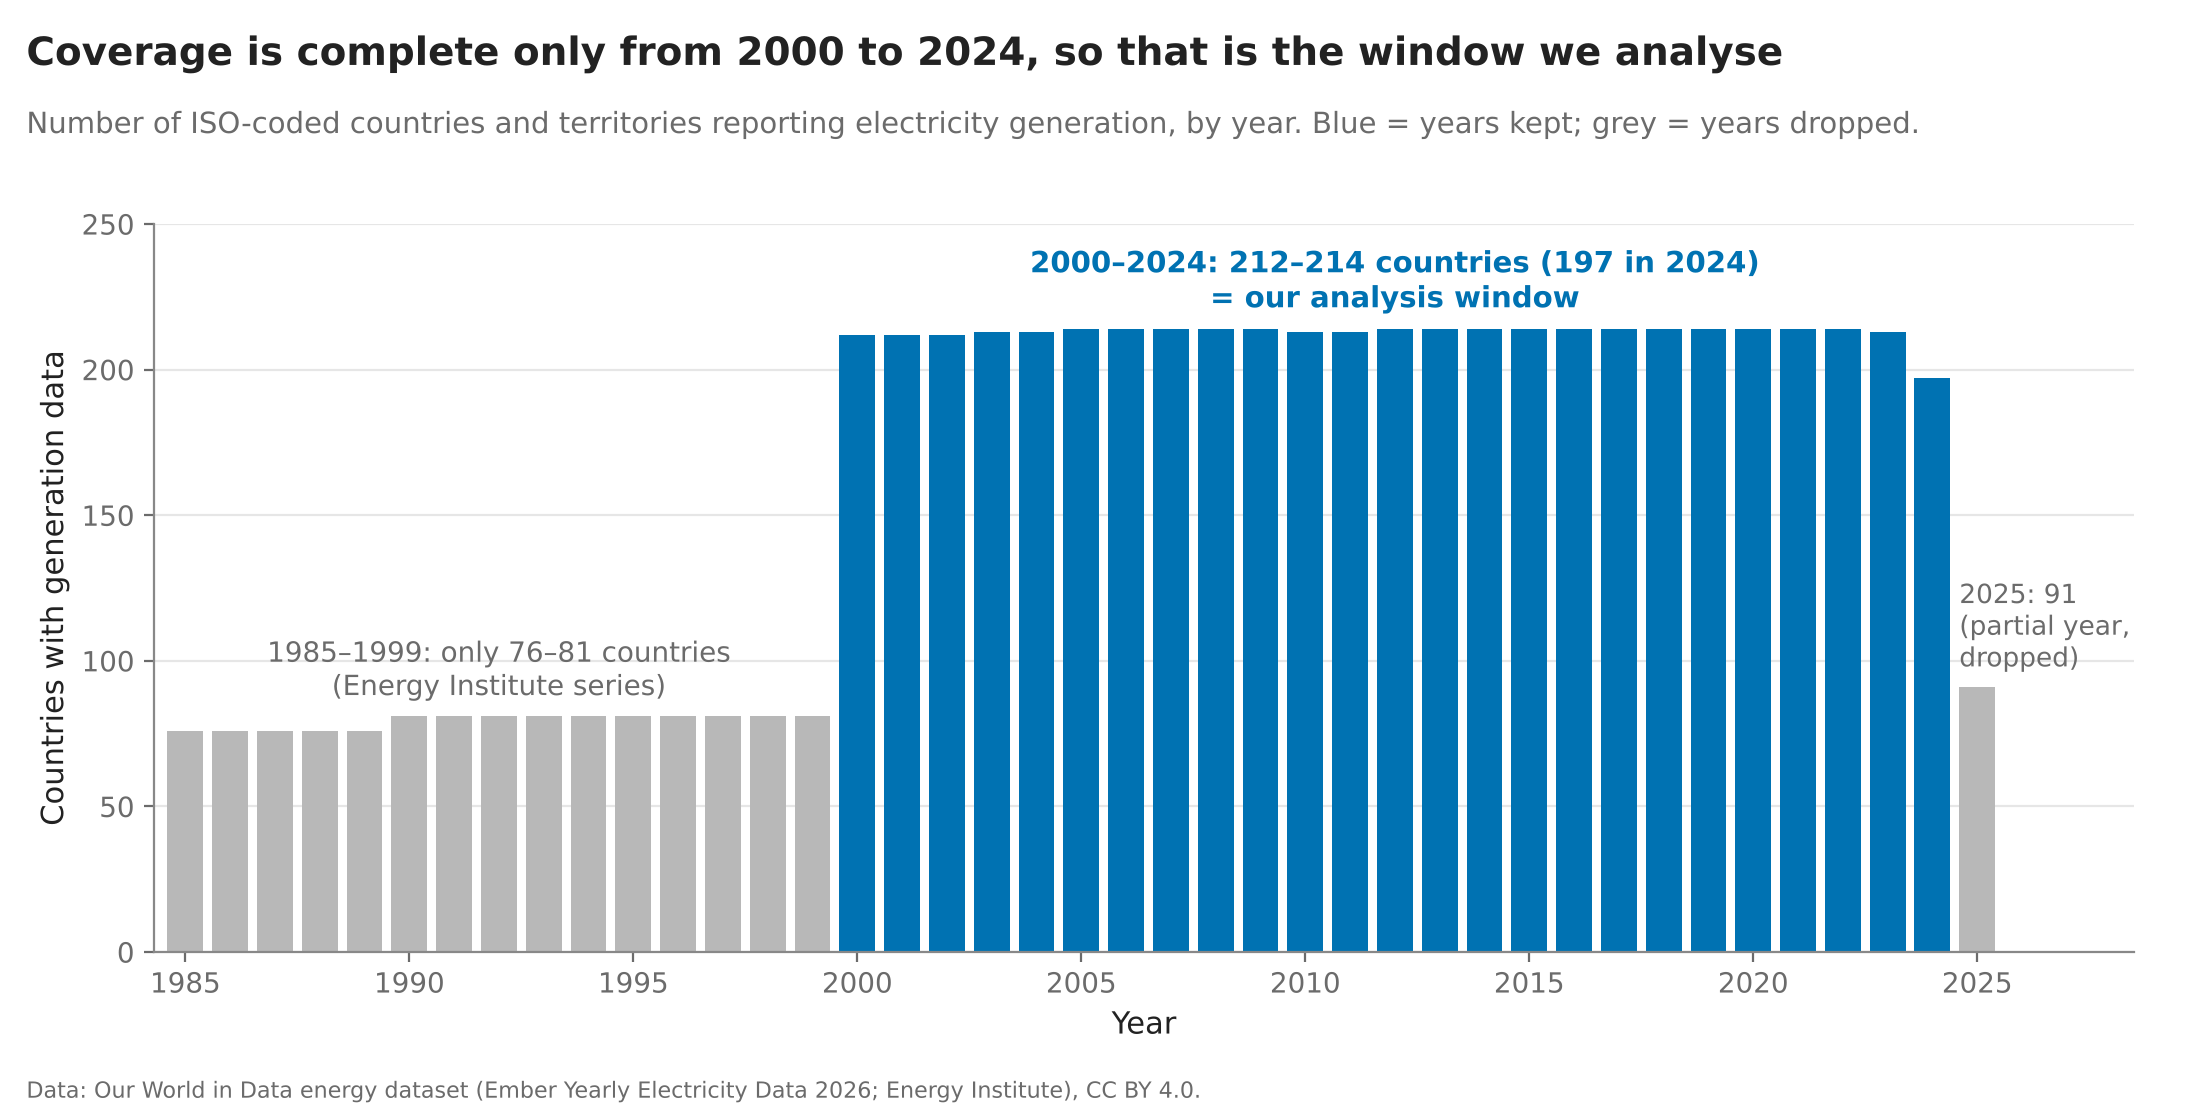 Coverage is complete only from 2000 to 2024, so that is the window we analyse
Number of ISO-coded countries and territories reporting electricity generation, by year. Blue = years kept; grey = years dropped.
Countries with generation data
250
200
150
100
50
0
2000–2024: 212–214 countries (197 in 2024)
= our analysis window
1985–1999: only 76–81 countries
(Energy Institute series)
2025: 91
(partial year,
dropped)
1985 1990 1995 2000 2005 2010 2015 2020 2025
Year
Data: Our World in Data energy dataset (Ember Yearly Electricity Data 2026; Energy Institute), CC BY 4.0.